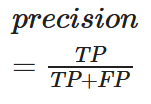 precision
= TP / TP+FP